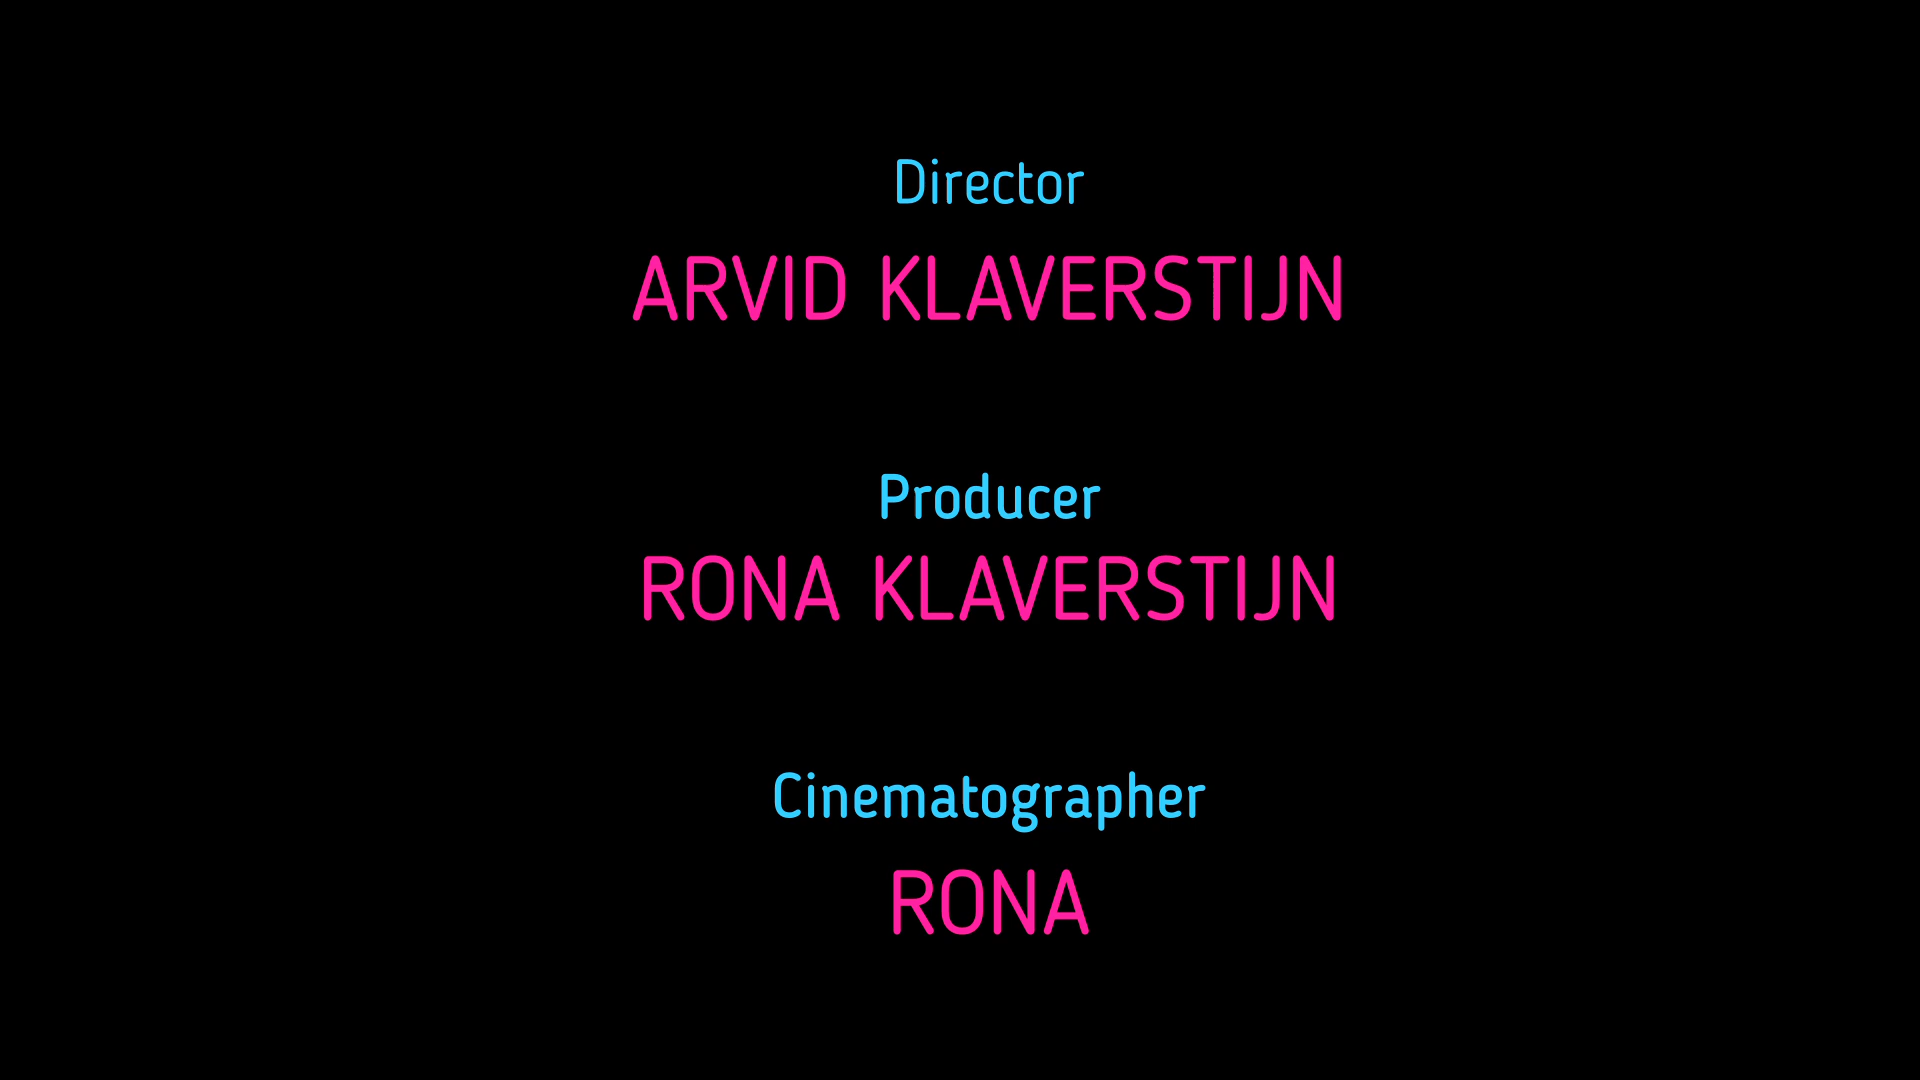 Director
ARVID KLAVERSTIJN
Producer
RONA KLAVERSTIJN
Cinematographer
RONA